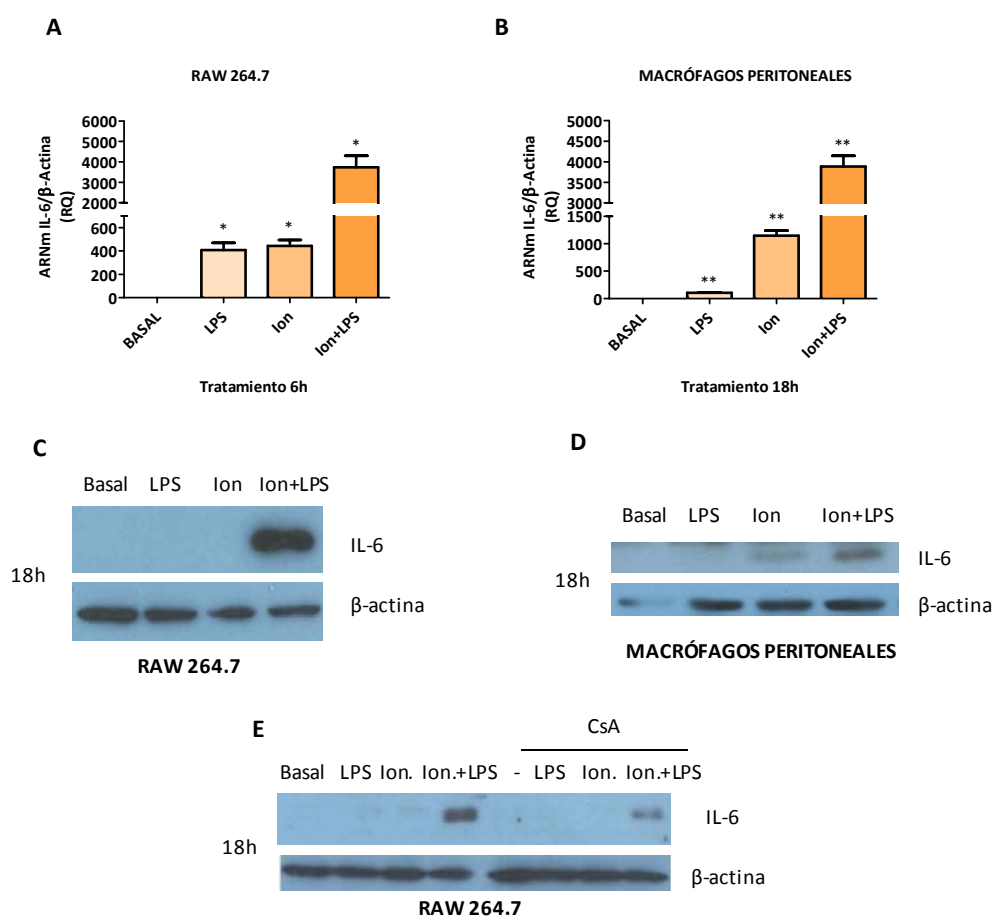 A
RAW 264.7
ARNm IL-6/β-Actina
(RQ)
6000
5000
4000
3000
2000
600
400
200
0
BASAL
LPS
Ion
Ion+LPS
*
*
*
Tratamiento 6h
B
MACRÓFAGOS PERITONEALES
ARNm IL-6/β-Actina
(RQ)
5000
4000
3000
2000
1500
1000
500
0
BASAL
LPS
Ion
Ion+LPS
**
**
**
Tratamiento 18h
C
Basal LPS Ion Ion+LPS
IL-6
18h
β-actina
RAW 264.7
D
Basal LPS Ion Ion+LPS
IL-6
18h
β-actina
MACRÓFAGOS PERITONEALES
E
CsA
Basal LPS Ion. Ion.+LPS - LPS Ion. Ion.+LPS
IL-6
18h
β-actina
RAW 264.7